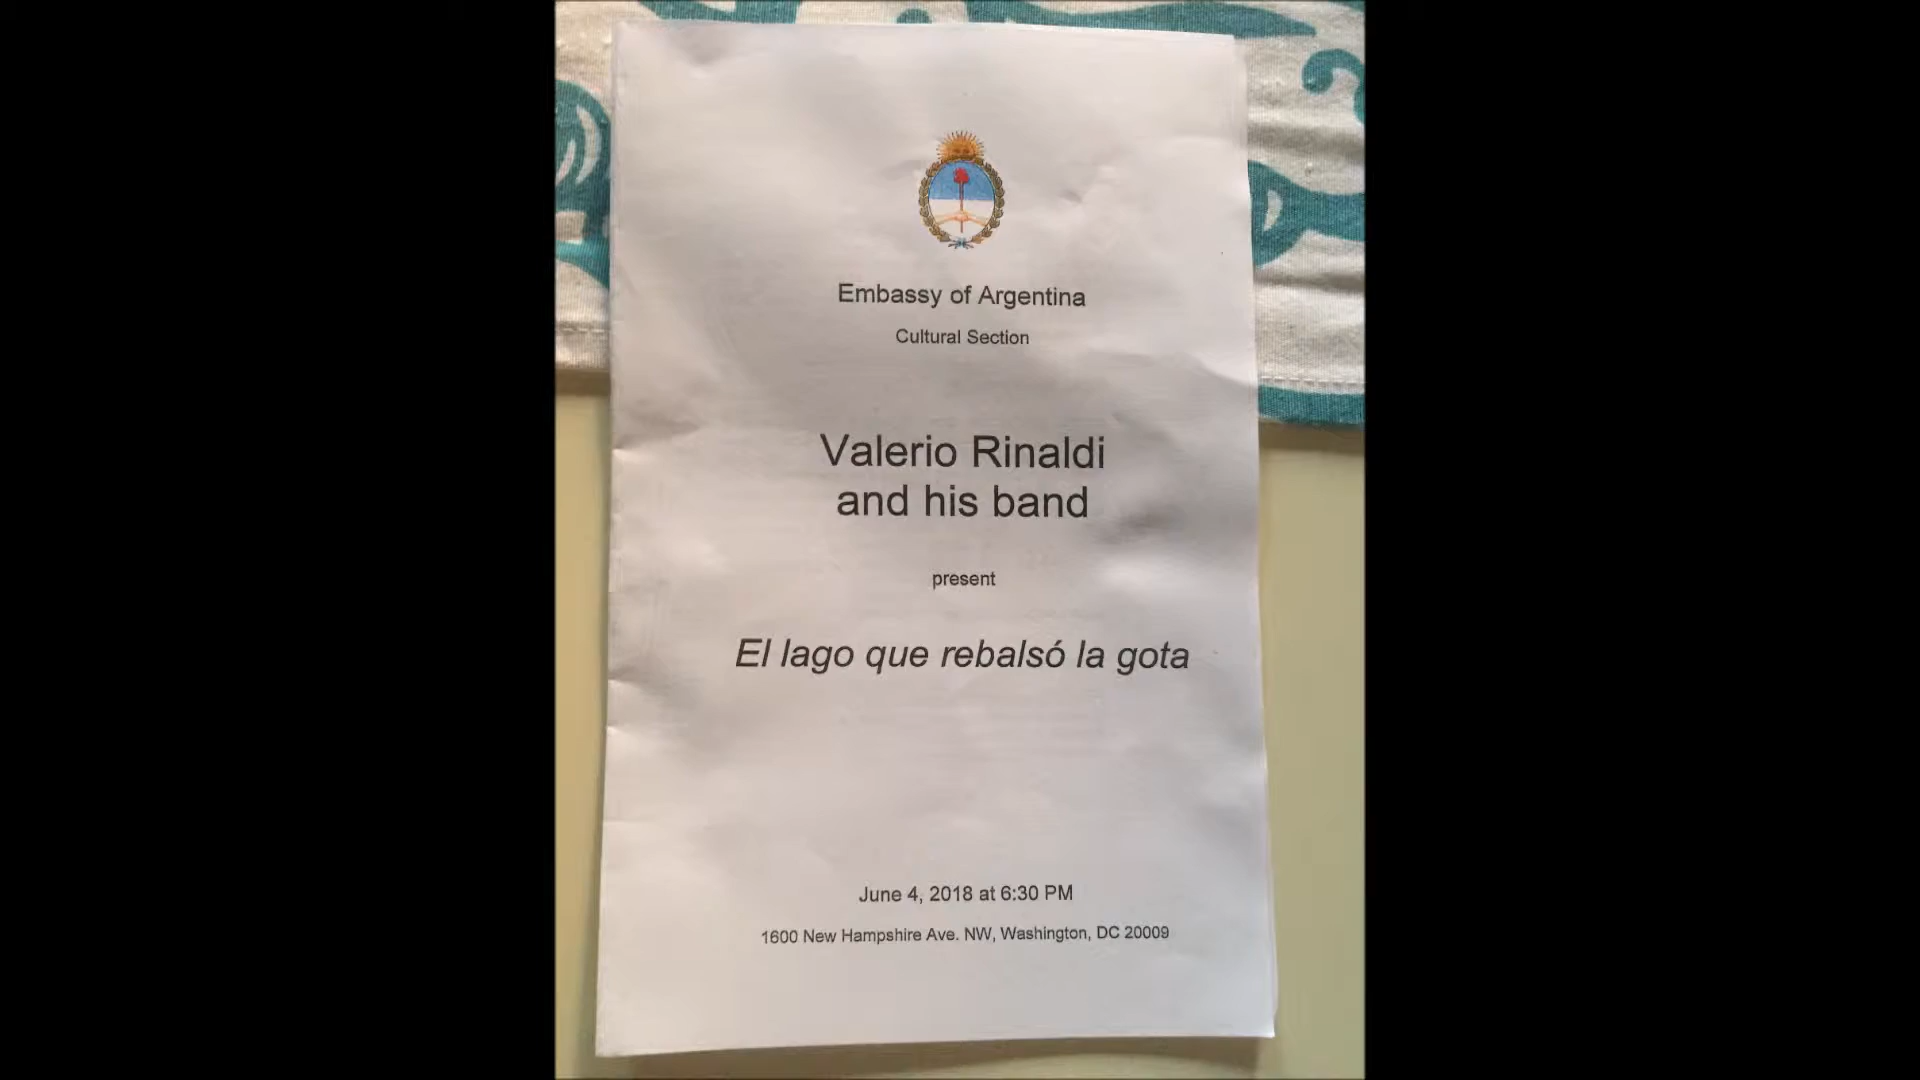 Embassy of Argentina
Cultural Section
Valerio Rinaldi
and his band
present
El lago que rebalsó la gota
June 4, 2018 at 6:30 PM
1600 New Hampshire Ave. NW, Washington, DC 20009